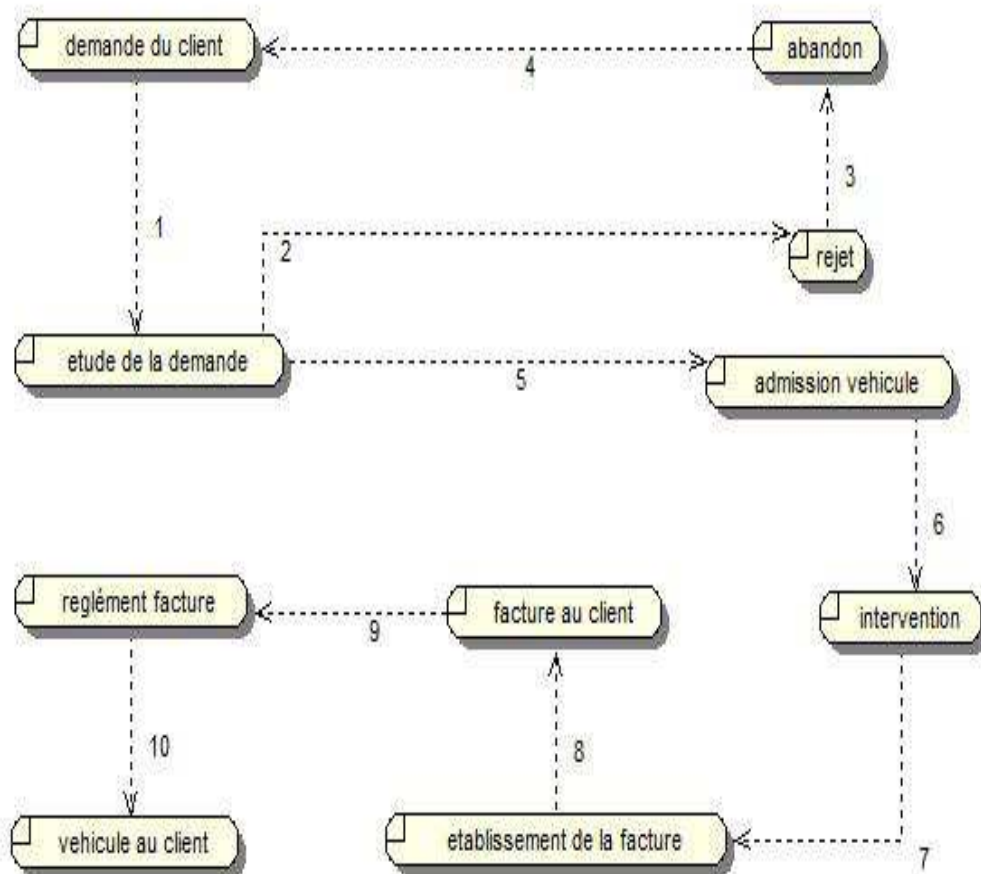 demande du client
abandon
4
3
1
2
rejet
etude de la demande
5
admission vehicule
6
reglément facture
facture au client
intervention
9
10
8
vehicule au client
etablissement de la facture
7